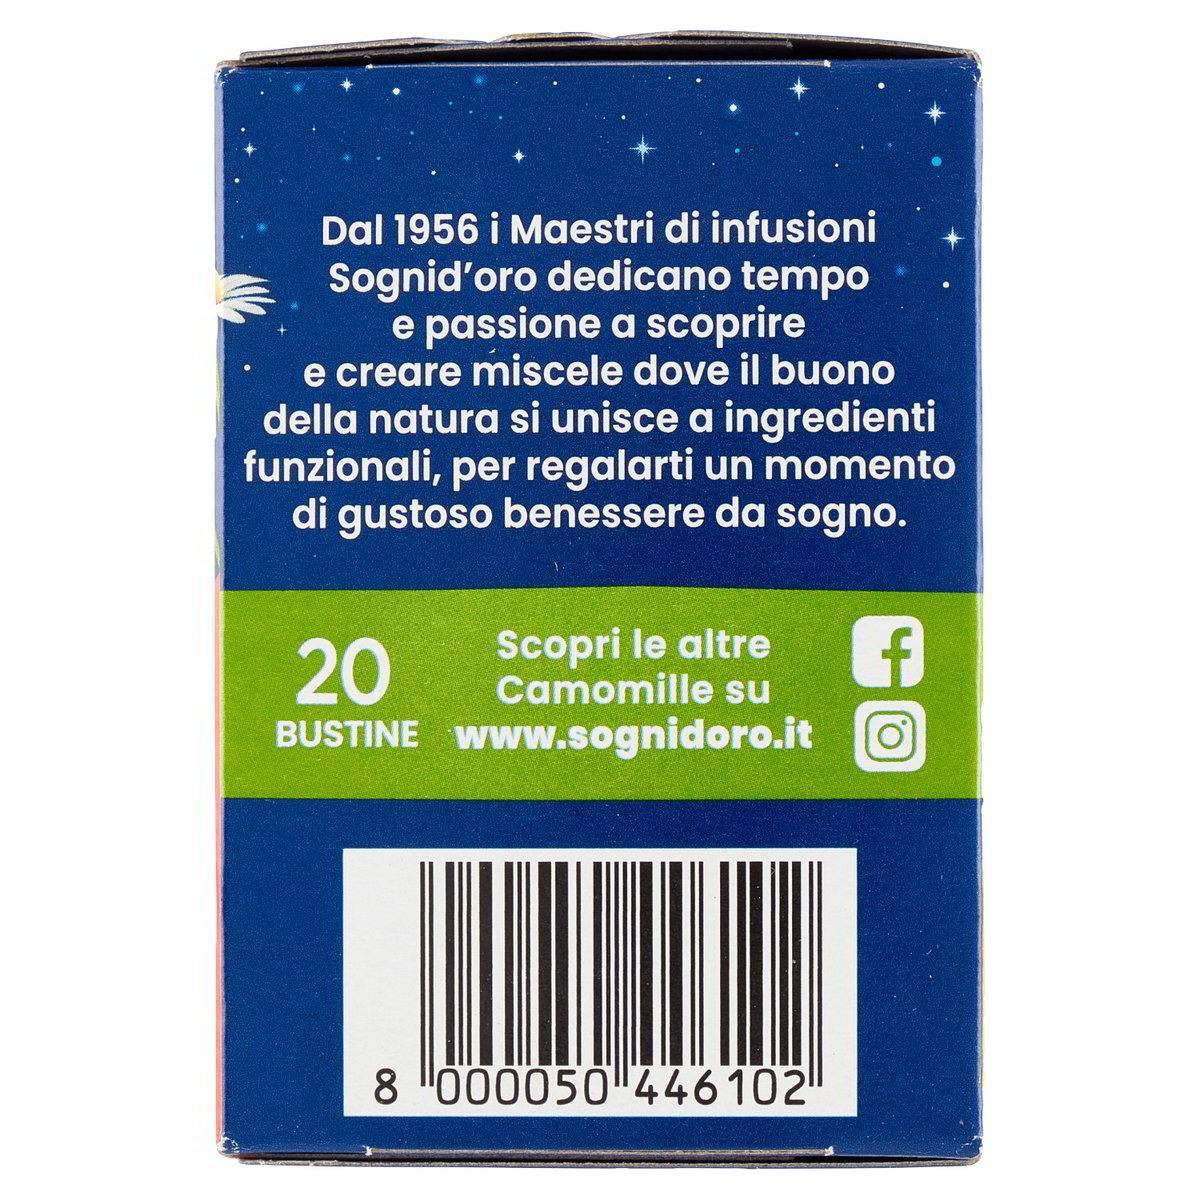 Dal 1956 i Maestri di infusioni
Sognid'oro dedicano tempo
e passione a scoprire
e creare miscele dove il buono
della natura si unisce a ingredienti
funzionali, per regalarti un momento
di gustoso benessere da sogno.
20
BUSTINE
Scopri le altre
Camomille su
www.sognidoro.it
8 000050 446102